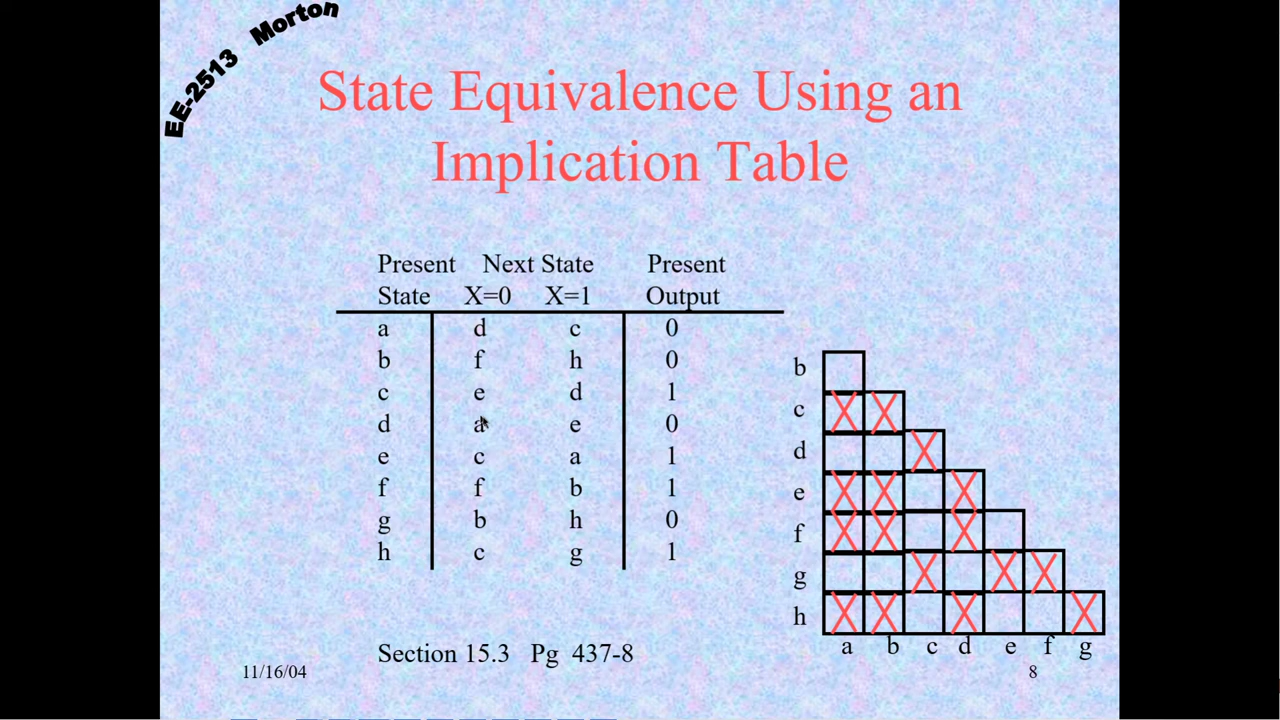 EE-2513 Morton
State Equivalence Using an
Implication Table
Present Next State Present
State X=0 X=1 Output
a d c 0
b f h 0
c e d 1
d a e 0
e c a 1
f f b 1
g b h 0
h c g 1
b
c X X
d X
e X X X
f X X X
g X X X
h X X X X
a b c d e f g
Section 15.3 Pg 437-8
11/16/04
8